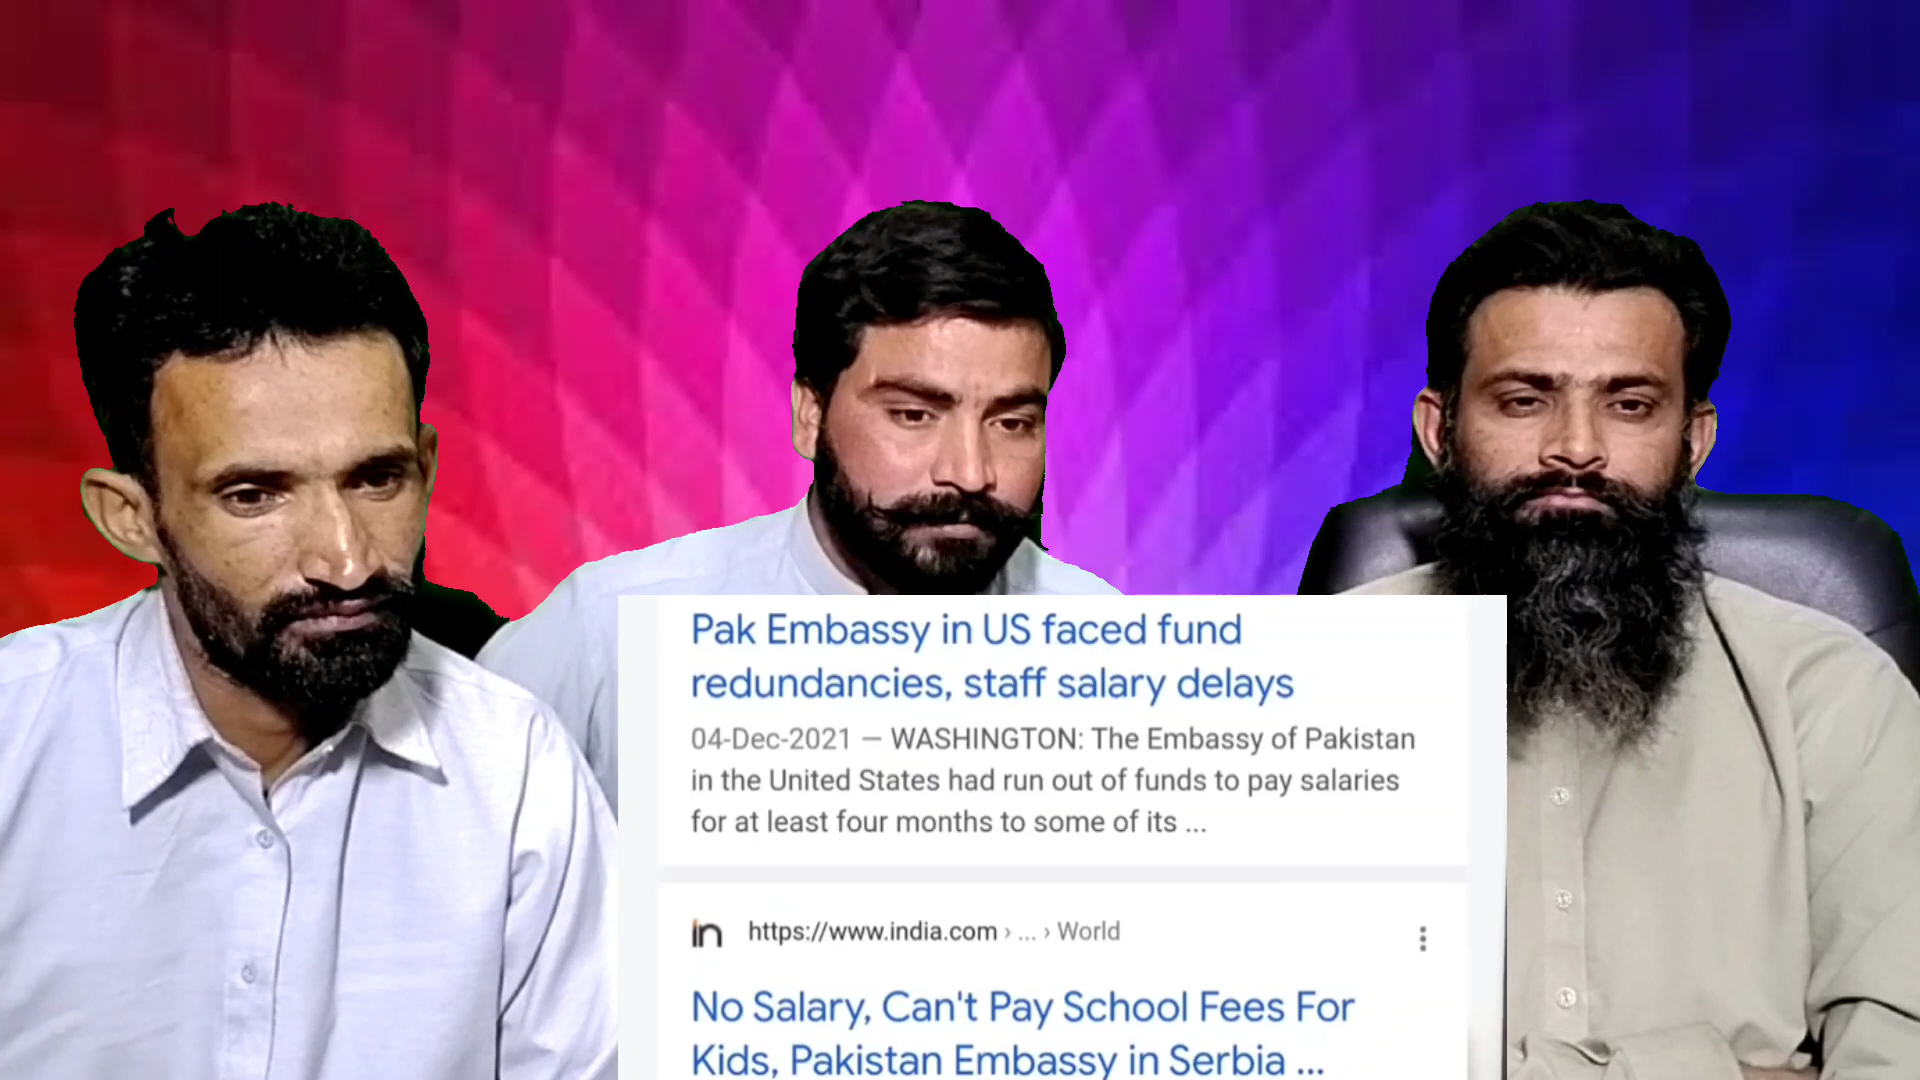 Pak Embassy in US faced fund
redundancies, staff salary delays
04-Dec-2021 — WASHINGTON: The Embassy of Pakistan
in the United States had run out of funds to pay salaries
for at least four months to some of its ...
in https://www.india.com › ... › World
No Salary, Can't Pay School Fees For
Kids, Pakistan Embassy in Serbia ...